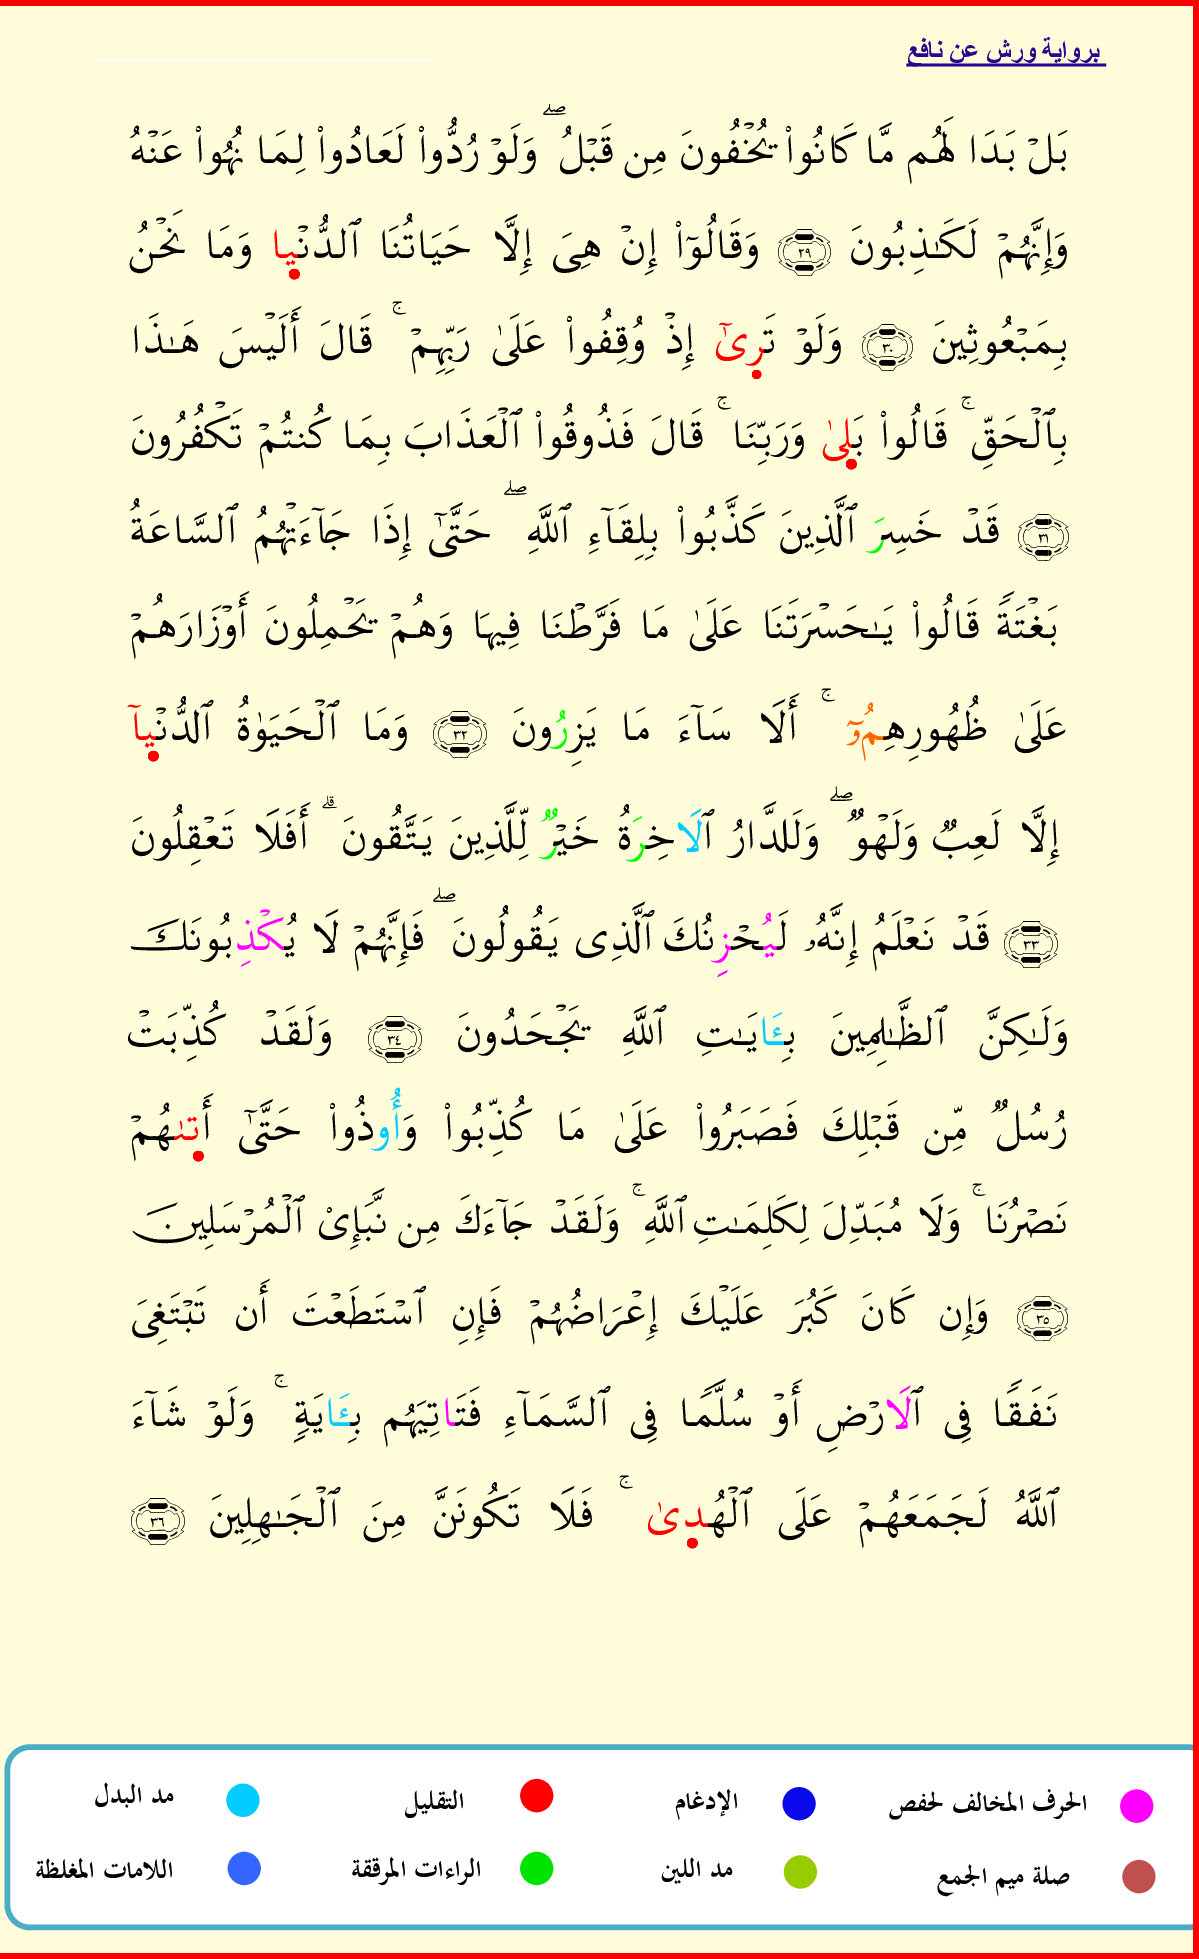 برواية ورش عن نافع
بَلْ بَدَا لَهُم مَّا كَانُواْ يُخْفُونَ مِن قَبْلُ ۖ وَلَوْ رُدُّواْ لَعَادُواْ لِمَا نُهُواْ عَنْهُ
وَإِنَّهُمْ لَكَٰذِبُونَ ٢٩ وَقَالُوٓاْ إِنْ هِىَ إِلَّا حَيَاتُنَا ٱلدُّنْيا وَمَا نَحْنُ
بِمَبْعُوثِينَ ٣٠ وَلَوْ تَرِىٰٓ إِذْ وُقِفُواْ عَلَىٰ رَبِّهِمْ ۚ قَالَ أَلَيْسَ هَٰذَا
بِٱلْحَقِّ ۚ قَالُواْ بَلىٰ وَرَبِّنَا ۚ قَالَ فَذُوقُواْ ٱلْعَذَابَ بِمَا كُنتُمْ تَكْفُرُونَ
٣١ قَدْ خَسِرَ ٱلَّذِينَ كَذَّبُواْ بِلِقَآءِ ٱللَّهِ ۖ حَتَّىٰٓ إِذَا جَآءَتْهُمُ ٱلسَّاعَةُ
بَغْتَةً قَالُواْ يَٰحَسْرَتَنَا عَلَىٰ مَا فَرَّطْنَا فِيهَا وَهُمْ يَحْمِلُونَ أَوْزَارَهُمْ
عَلَىٰ ظُهُورِهِمُۥٓ ۚ أَلَا سَآءَ مَا يَزِرُونَ ٣٢ وَمَا ٱلْحَيَوٰةُ ٱلدُّنْيآ
إِلَّا لَعِبٌ وَلَهْوٌ ۖ وَلَلدَّارُ ٱلَاخِرَةُ خَيْرٌ لِّلَّذِينَ يَتَّقُونَ ۗ أَفَلَا تَعْقِلُونَ
٣٣ قَدْ نَعْلَمُ إِنَّهُۥ لَيُحْزِنُكَ ٱلَّذِى يَقُولُونَ ۖ فَإِنَّهُمْ لَا يُكْذِبُونَكَ
وَلَٰكِنَّ ٱلظَّٰلِمِينَ بِـَٔايَٰتِ ٱللَّهِ يَجْحَدُونَ ٣٤ وَلَقَدْ كُذِّبَتْ
رُسُلٌ مِّن قَبْلِكَ فَصَبَرُواْ عَلَىٰ مَا كُذِّبُواْ وَأُوذُواْ حَتَّىٰٓ أَتىٰهُمْ
نَصْرُنَا ۚ وَلَا مُبَدِّلَ لِكَلِمَٰتِ ٱللَّهِ ۚ وَلَقَدْ جَآءَكَ مِن نَّبَإِىْ ٱلْمُرْسَلِينَ
٣٥ وَإِن كَانَ كَبُرَ عَلَيْكَ إِعْرَاضُهُمْ فَإِنِ ٱسْتَطَعْتَ أَن تَبْتَغِىَ
نَفَقًا فِى ٱلَارْضِ أَوْ سُلَّمًا فِى ٱلسَّمَآءِ فَتَاتِيَهُم بِـَٔايَةٍ ۚ وَلَوْ شَآءَ
ٱللَّهُ لَجَمَعَهُمْ عَلَى ٱلْهُدِىٰ ۚ فَلَا تَكُونَنَّ مِنَ ٱلْجَٰهِلِينَ ٣٦
الحرف المخالف لحفص الإدغام التقليل مد البدل
صلة ميم الجمع مد اللين الراءات المرققة اللامات المغلظة